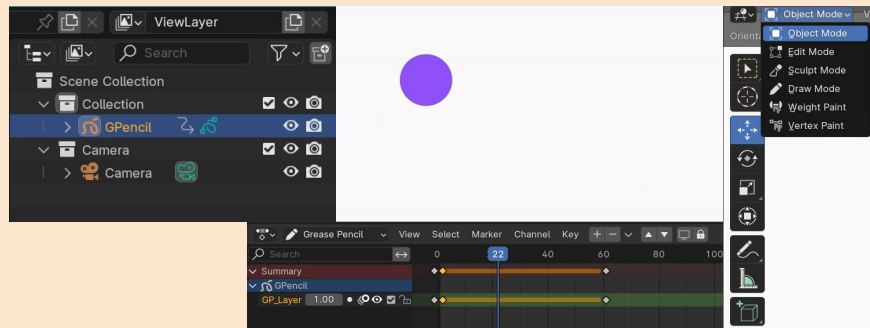 ViewLayer
Search
Scene Collection
Collection
GPencil
Camera
Camera
Object Mode
Object Mode
Edit Mode
Sculpt Mode
Draw Mode
Weight Paint
Vertex Paint
Grease Pencil View Select Marker Channel Key
Search 0 22 40 60 80 100
Summary
GPencil
GP_Layer 1.00